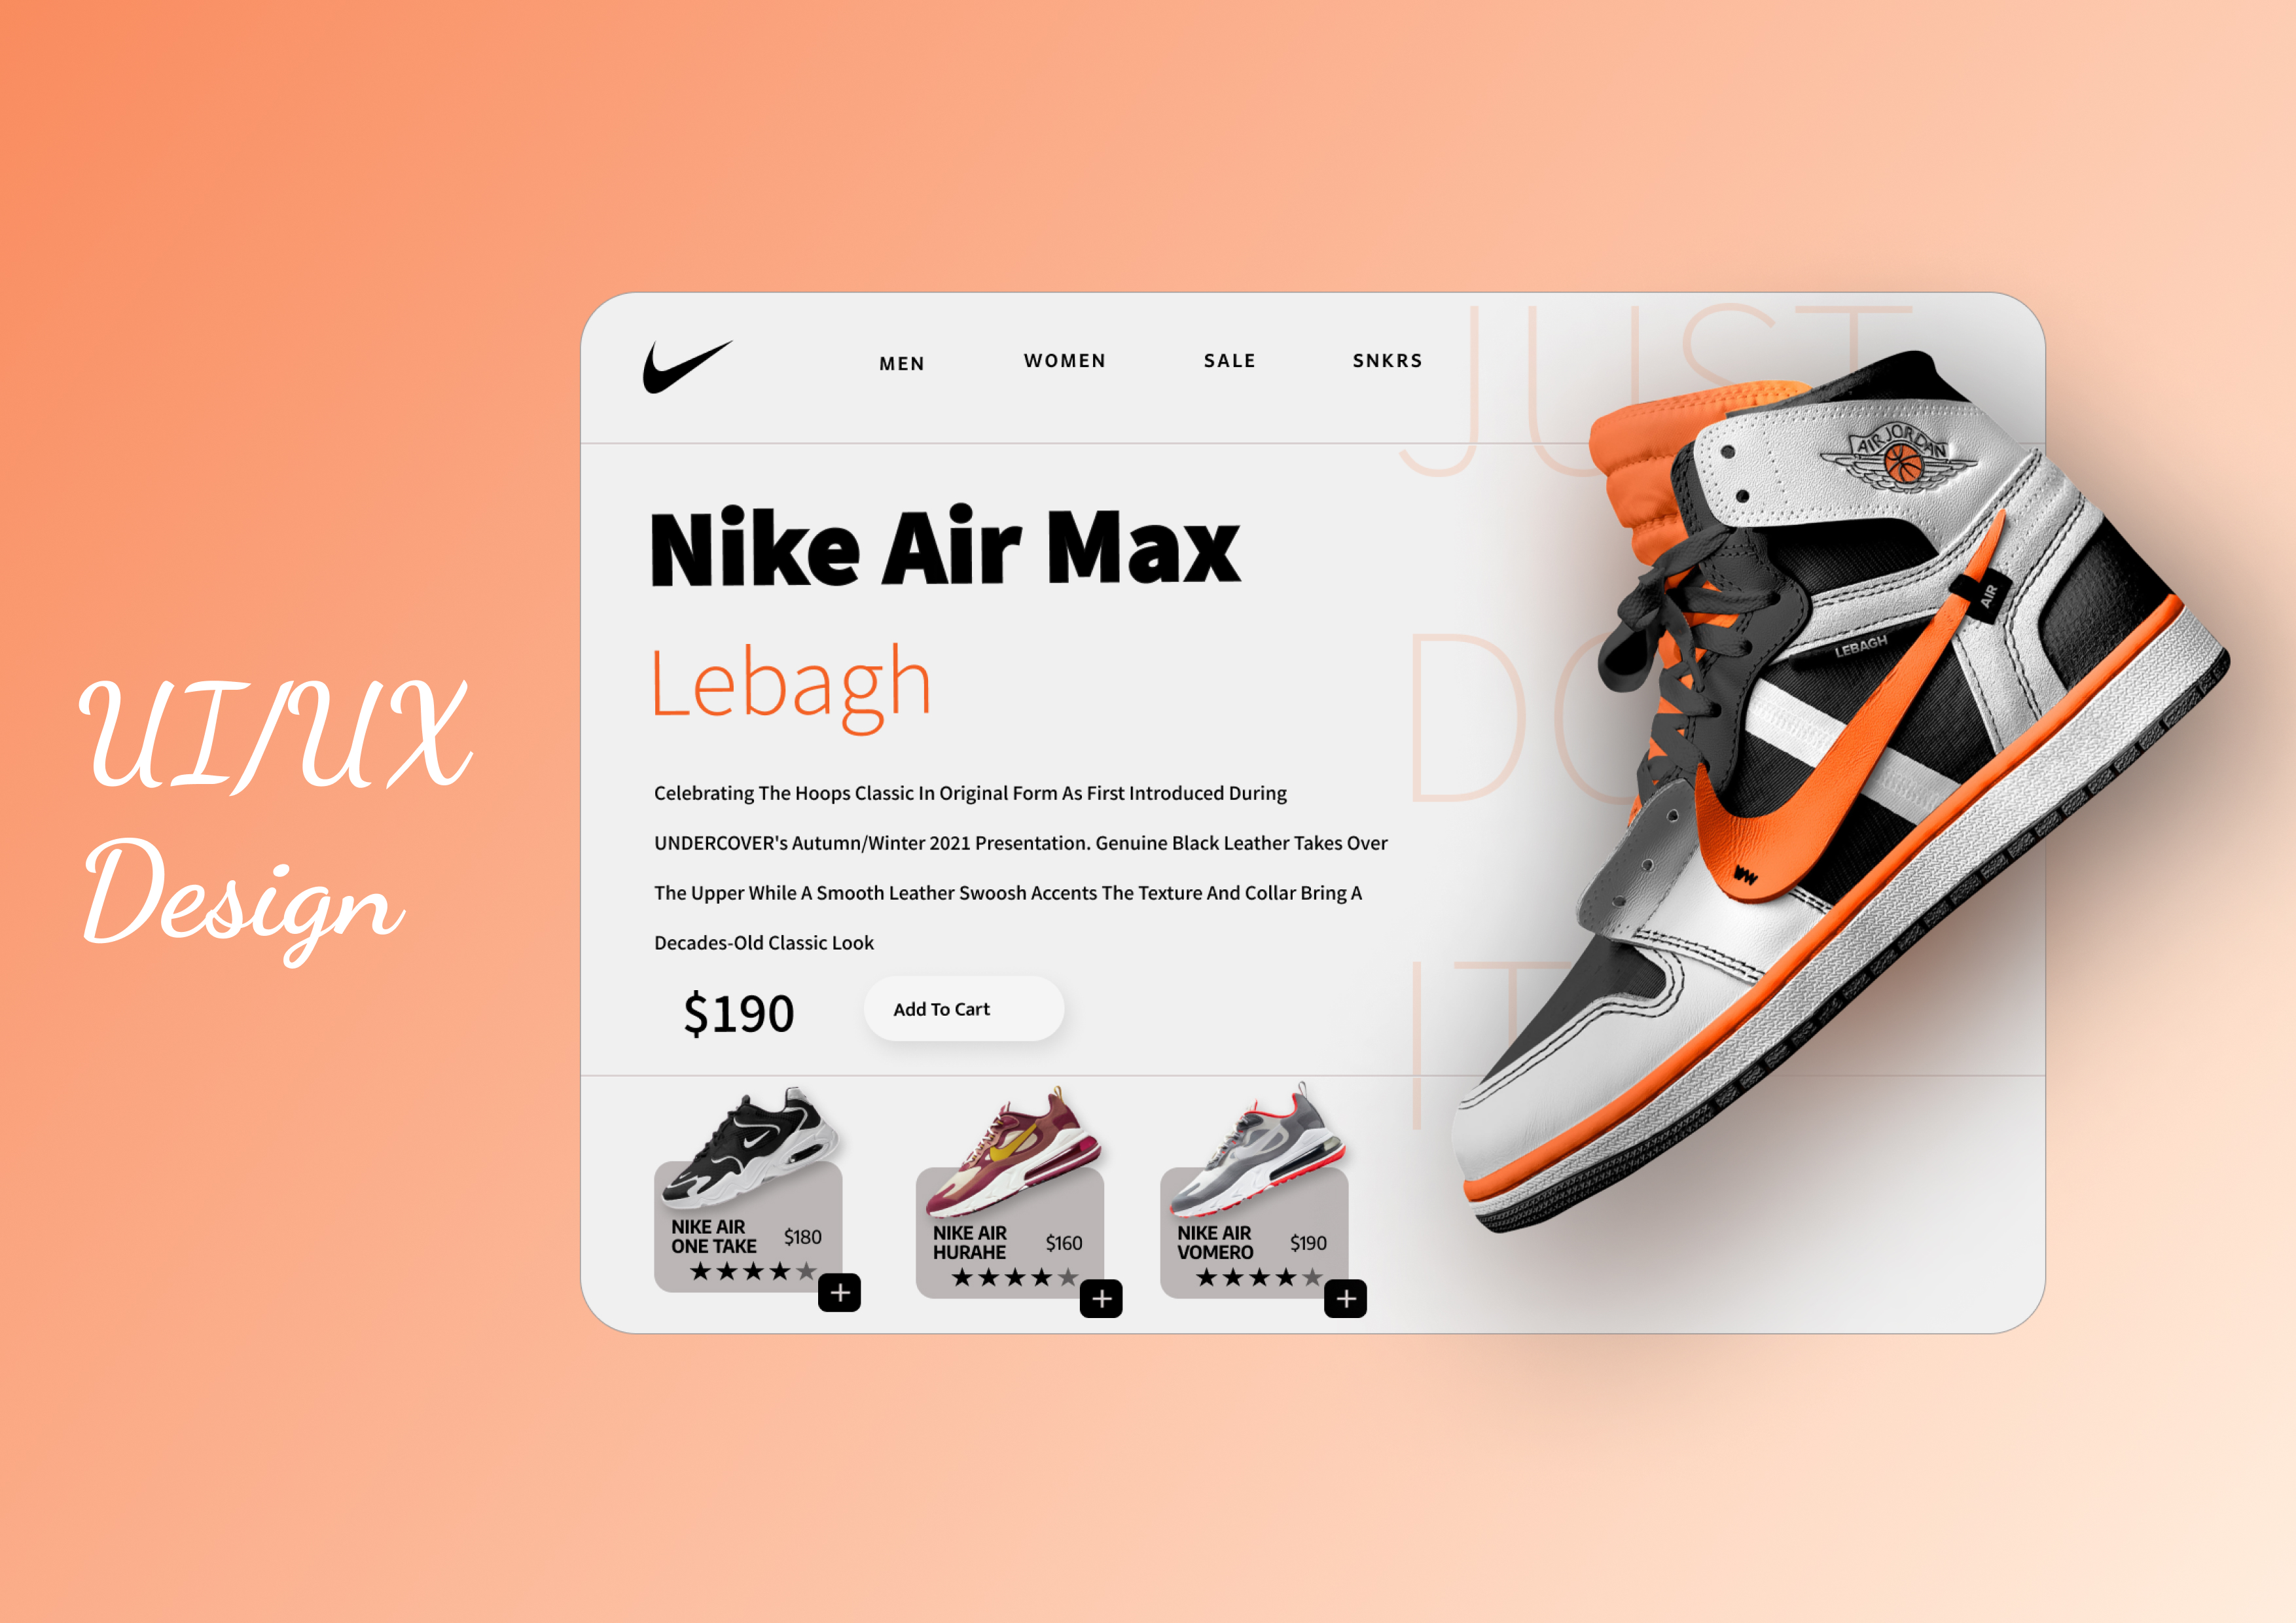 UI/UX
Design
MEN WOMEN SALE SNKRS
JUST
Nike Air Max
Lebagh
Celebrating The Hoops Classic In Original Form As First Introduced During
UNDERCOVER's Autumn/Winter 2021 Presentation. Genuine Black Leather Takes Over
The Upper While A Smooth Leather Swoosh Accents The Texture And Collar Bring A
Decades-Old Classic Look
$190 Add To Cart
DO
IT
AIR JORDAN
AIR
LEBAGH
NIKE AIR
ONE TAKE $180
NIKE AIR
HURAHE $160
NIKE AIR
VOMERO $190